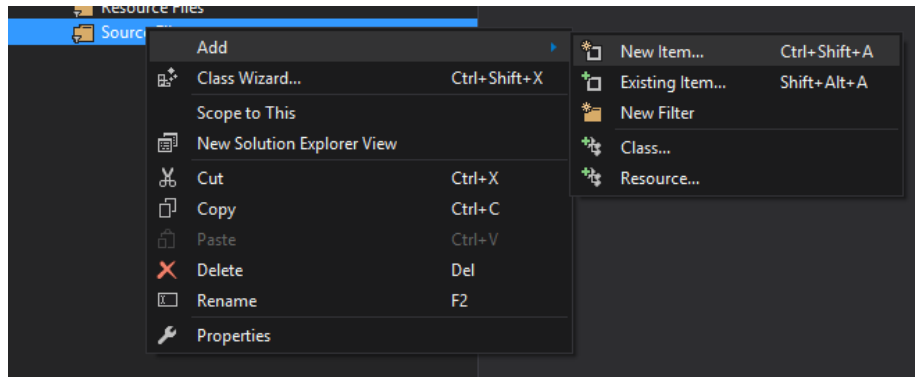 Resource Files
Source
Add
Class Wizard... Ctrl+Shift+X
Scope to This
New Solution Explorer View
Cut Ctrl+X
Copy Ctrl+C
Paste Ctrl+V
Delete Del
Rename F2
Properties
New Item... Ctrl+Shift+A
Existing Item... Shift+Alt+A
New Filter
Class...
Resource...